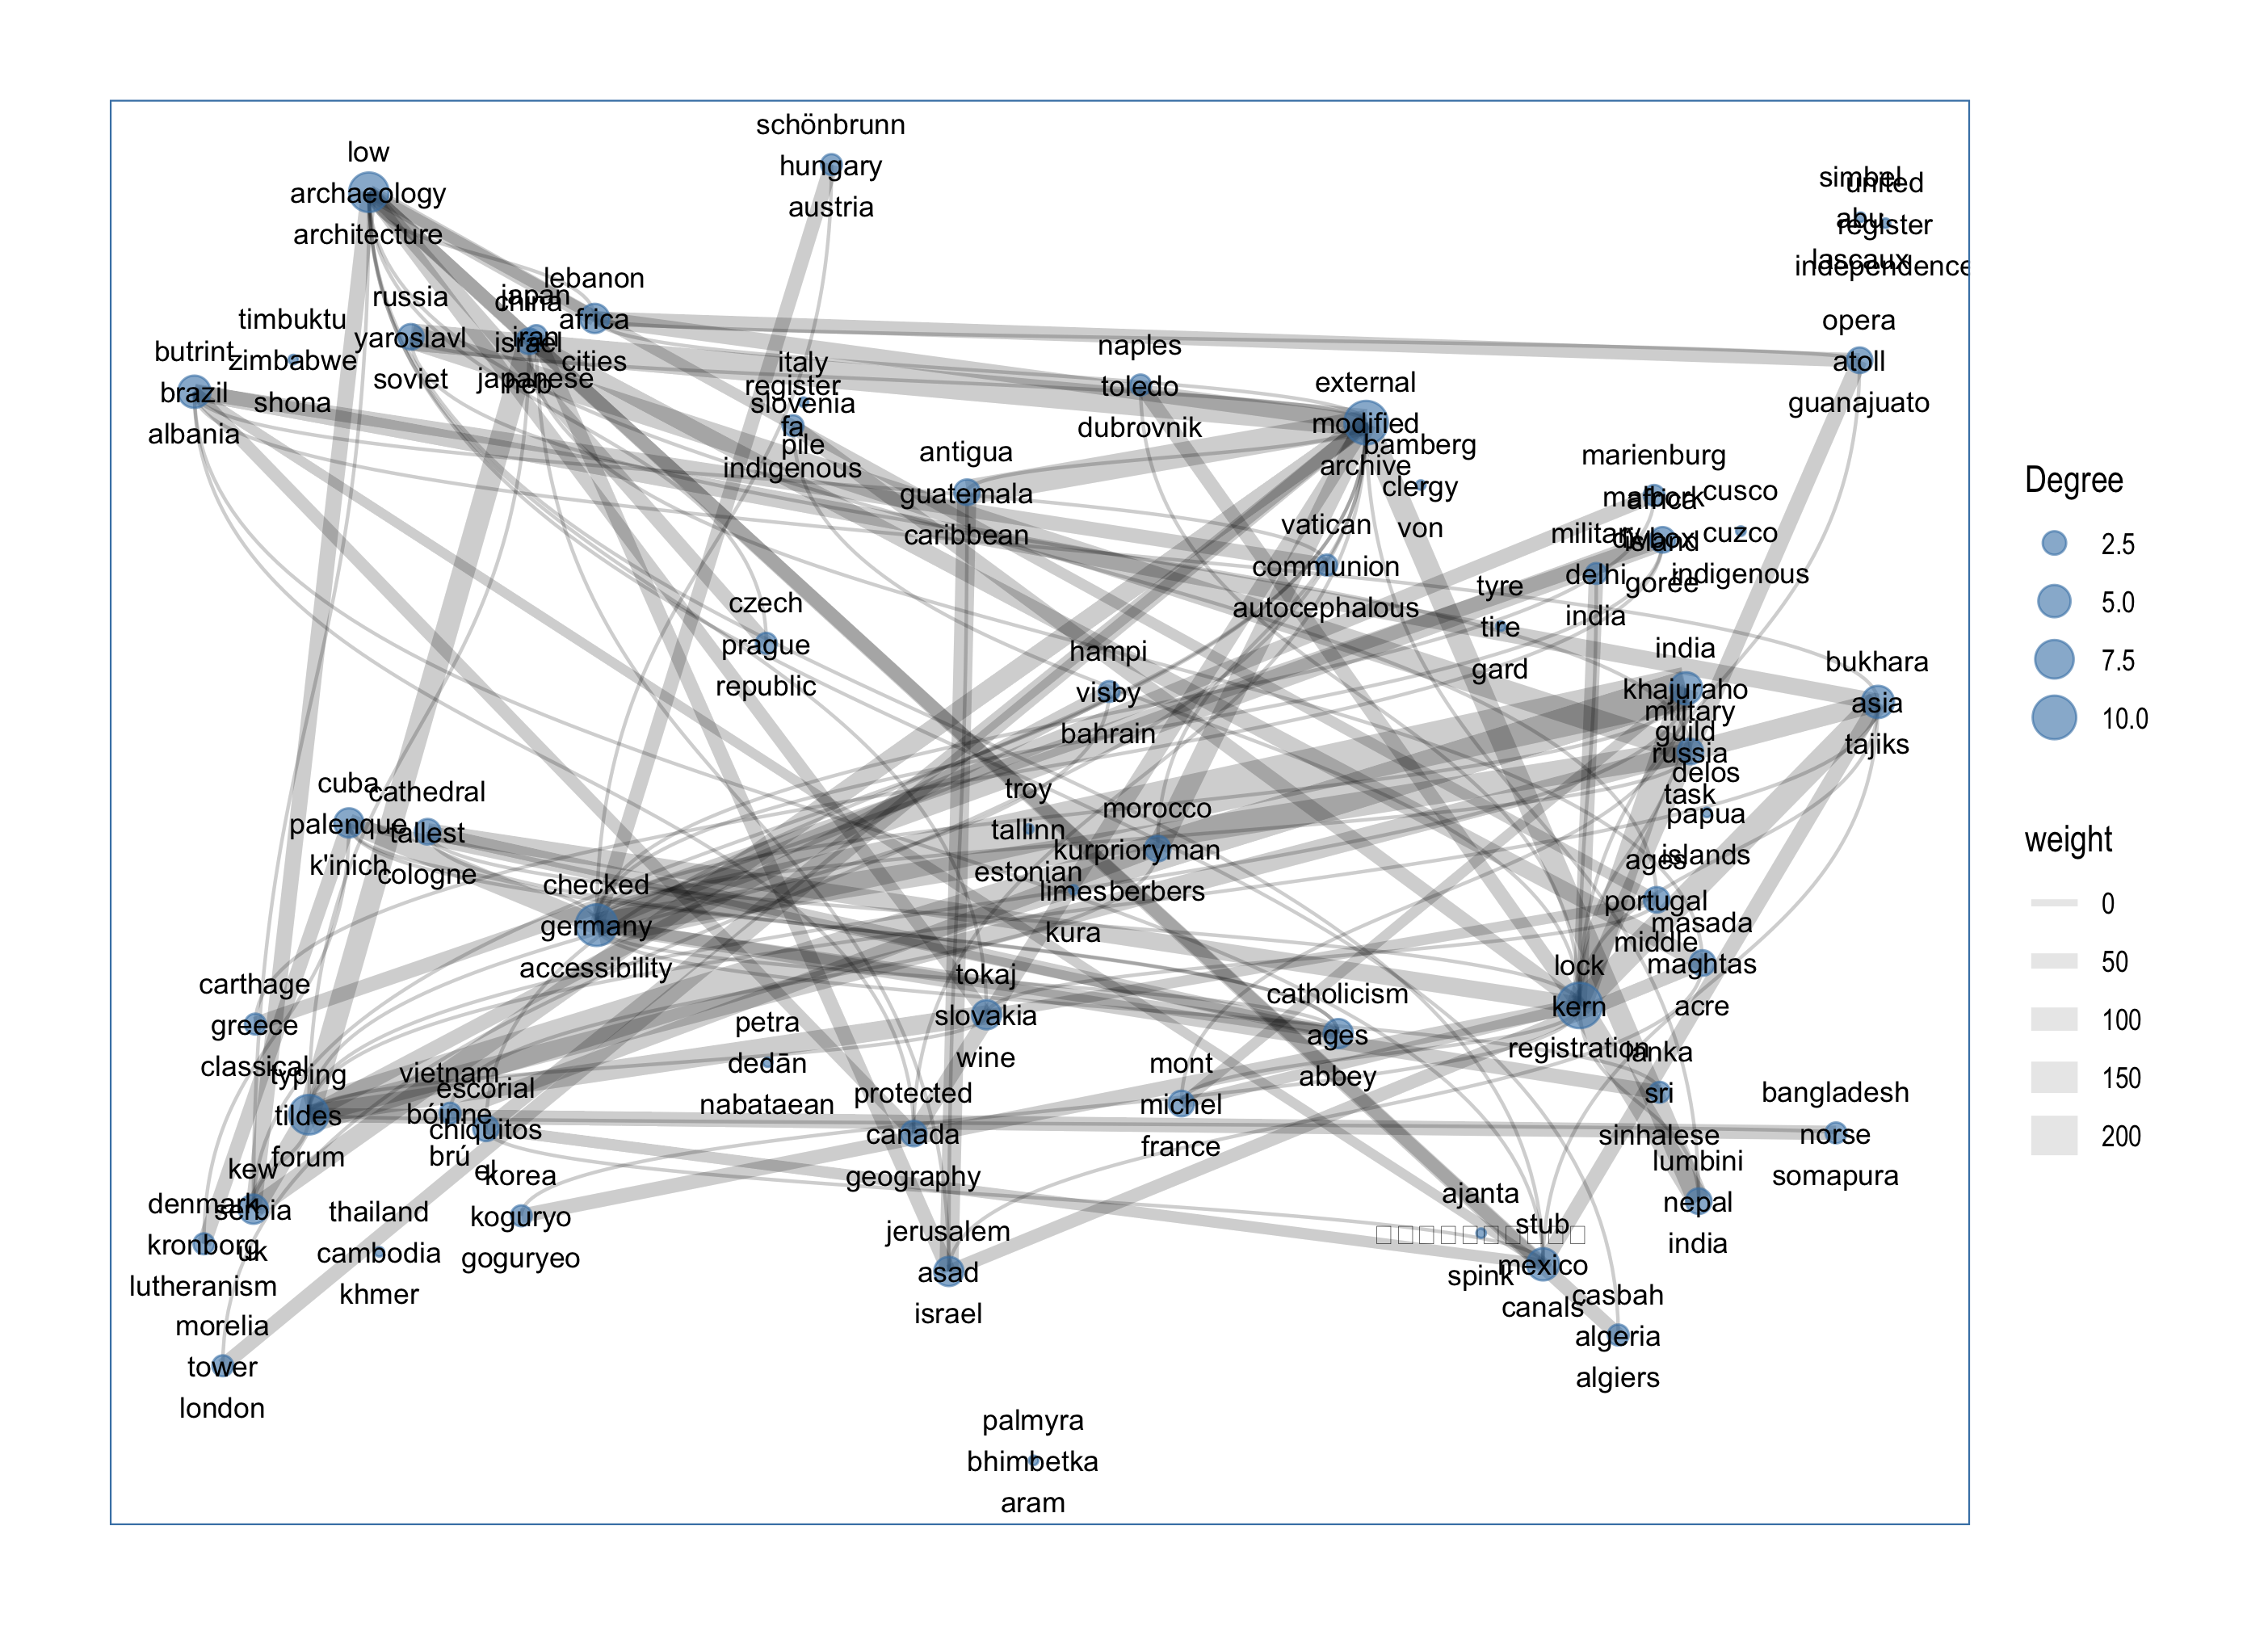 schönbrunn
hungary
austria
low
archaeology
architecture
simbel
united
abu
register
lascaux
independence
lebanon
africa
cities
japan
china
iran
israel
japanese
heb
russia
yaroslavl
soviet
timbuktu
zimbabwe
shona
butrint
brazil
albania
opera
atoll
guanajuato
naples
toledo
dubrovnik
italy
register
slovenia
fa
pile
indigenous
external
modified
archive
bamberg
clergy
von
antigua
guatemala
caribbean
marienburg
malbork
africa
cusco
cuzco
indigenous
military
island
gorée
delhi
india
vatican
communion
autocephalous
tyre
tire
gard
czech
prague
republic
hampi
visby
bahrain
india
khajuraho
military
guild
russia
task
bukhara
asia
tajiks
delos
papua
islands
cuba
palenque
k'inich
cathedral
tallest
cologne
troy
tallinn
estonian
morocco
kurprioryman
berbers
limes
kura
checked
germany
accessibility
ages
portugal
middle
masada
maghtas
acre
lock
kern
registration
carthage
greece
classical
tokaj
slovakia
wine
catholicism
ages
abbey
petra
dedān
nabataean
typing
tildes
forum
vietnam
bóinne
brú
escorial
chiquitos
el
protected
canada
geography
mont
michel
france
lanka
sri
sinhalese
bangladesh
norse
somapura
lumbini
nepal
india
kew
serbia
uk
denmark
kronborg
lutheranism
thailand
cambodia
khmer
korea
koguryo
goguryeo
jerusalem
asad
israel
ajanta
spink
stub
mexico
canals
casbah
algeria
algiers
morelia
tower
london
palmyra
bhimbetka
aram
Degree
2.5
5.0
7.5
10.0
weight
0
50
100
150
200